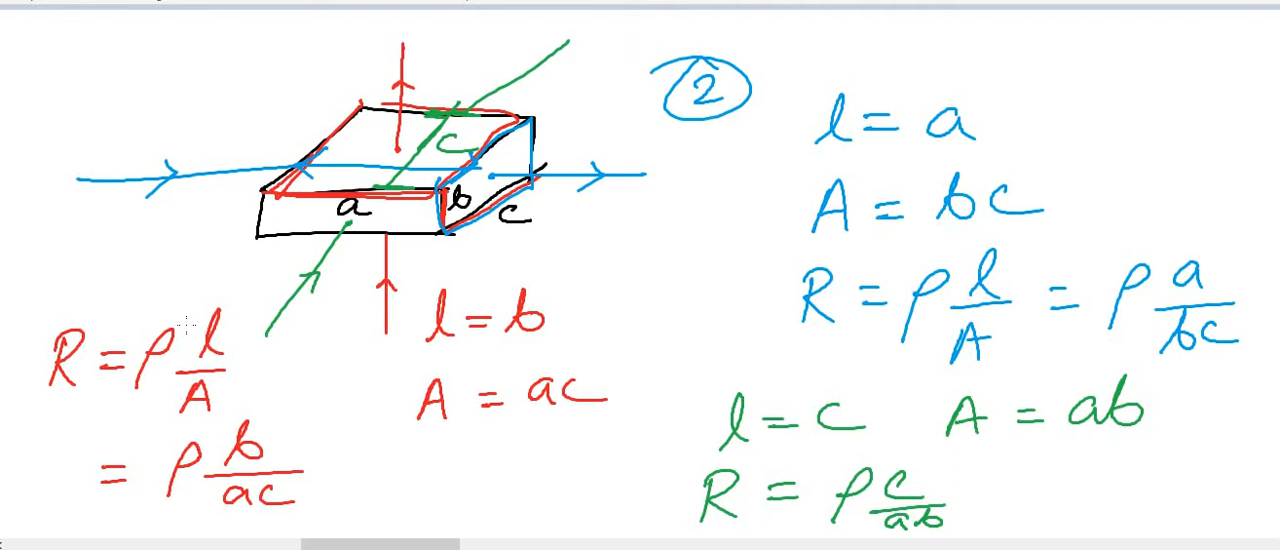 2
l = a
A = bc
R = ρ l/A = ρ a/bc
c
a
b
c
l = b
A = ac
R = ρ l/A
= ρ b/ac
l = c A = ab
R = ρ c/ab